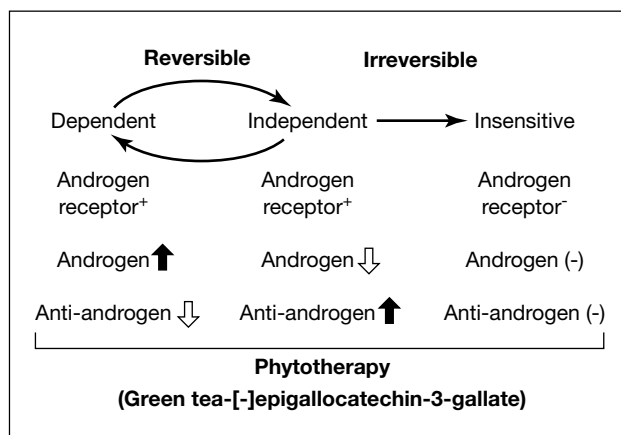 Reversible Irreversible
Dependent Independent Insensitive
Androgen Androgen Androgen
receptor⁺ receptor⁺ receptor⁻
Androgen Androgen Androgen (-)
Anti-androgen Anti-androgen Anti-androgen (-)
Phytotherapy
(Green tea-[-]epigallocatechin-3-gallate)